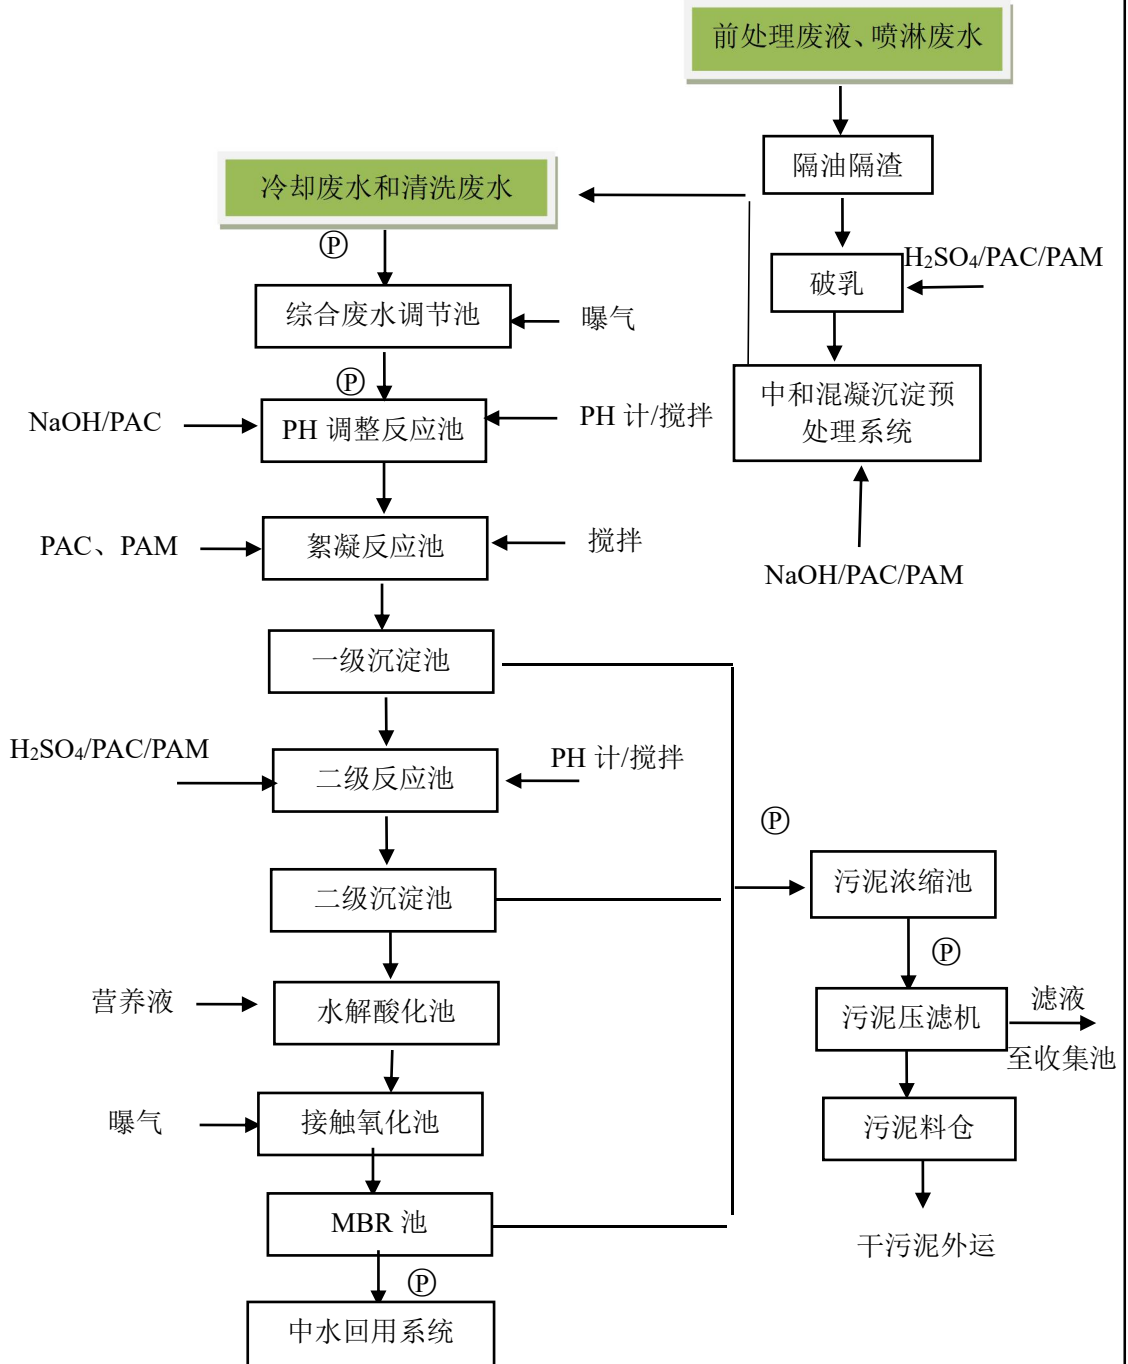 前处理废液、喷淋废水
隔油隔渣
冷却废水和清洗废水
Ⓟ
H₂SO₄/PAC/PAM
破乳
综合废水调节池
曝气
Ⓟ
中和混凝沉淀预
处理系统
NaOH/PAC
PH 调整反应池
PH 计/搅拌
PAC、PAM
絮凝反应池
搅拌
NaOH/PAC/PAM
一级沉淀池
H₂SO₄/PAC/PAM
二级反应池
PH 计/搅拌
Ⓟ
二级沉淀池
污泥浓缩池
Ⓟ
营养液
水解酸化池
污泥压滤机
滤液
至收集池
曝气
接触氧化池
污泥料仓
MBR 池
干污泥外运
Ⓟ
中水回用系统